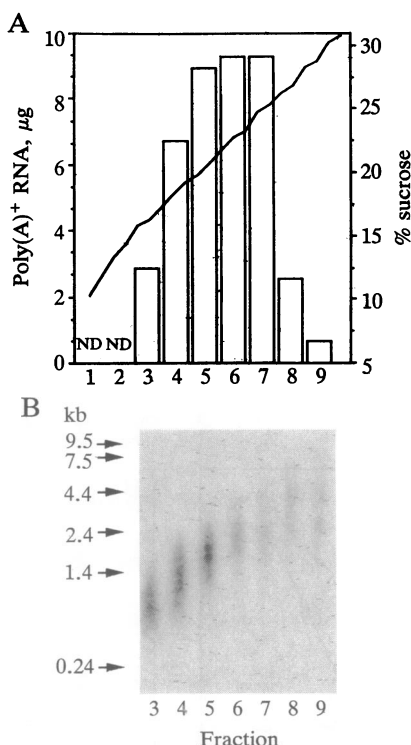 A
Poly(A)+ RNA, µg
10
8
6
4
2
0
ND ND
1 2 3 4 5 6 7 8 9
30
25
20
15
10
5
% sucrose
B
kb
9.5
7.5
4.4
2.4
1.4
0.24
3 4 5 6 7 8 9
Fraction